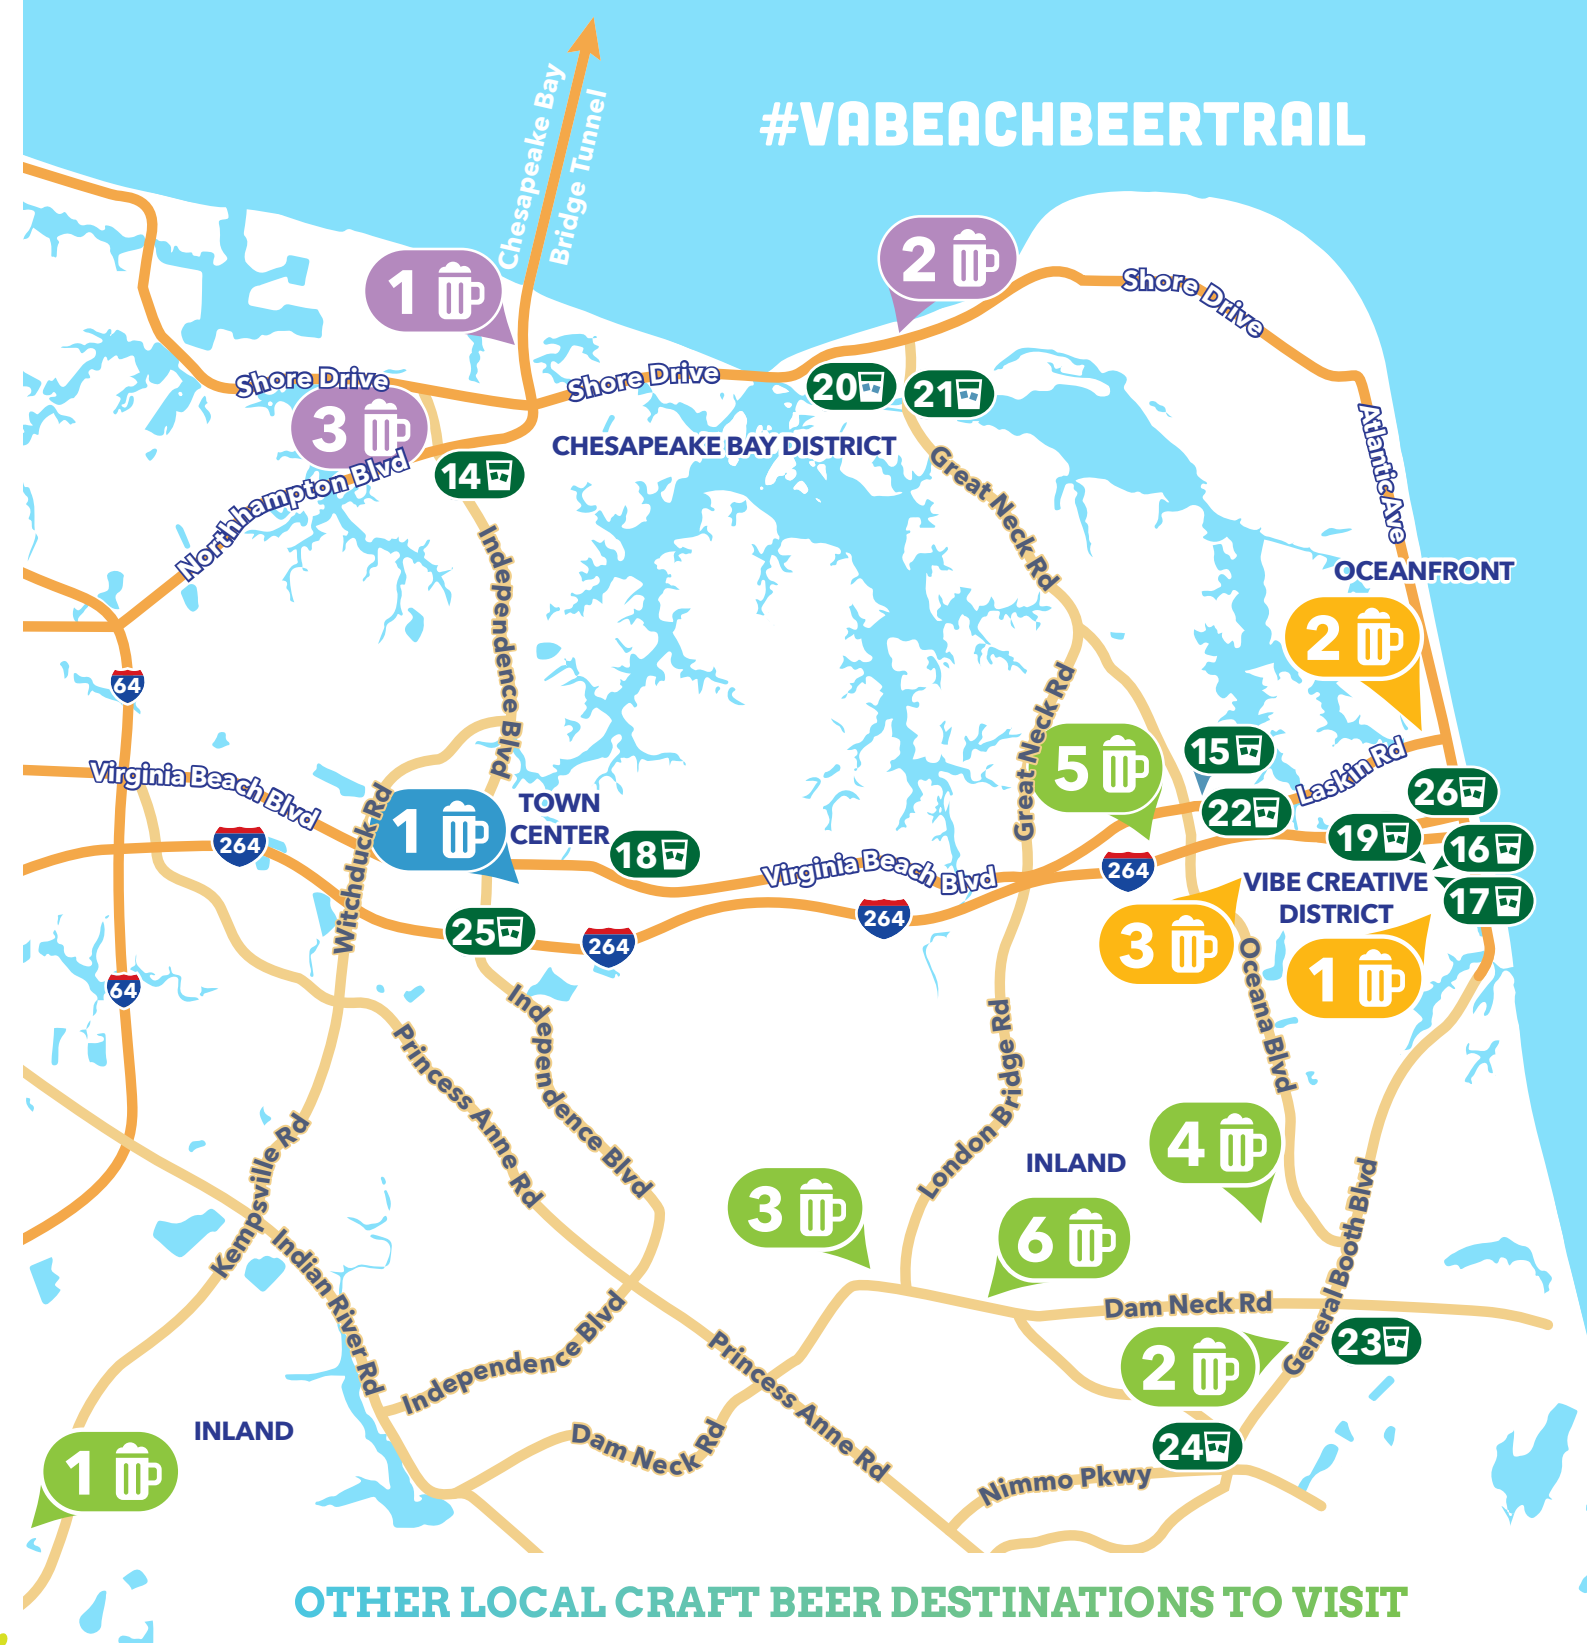 #VABEACHBEERTRAIL
Chesapeake Bay
Bridge Tunnel
2
1
Shore Drive
Shore Drive
Shore Drive
20
21
3
CHESAPEAKE BAY DISTRICT
Atlantic Ave
Northhampton Blvd
14
Great Neck Rd
Independence Blvd
OCEANFRONT
2
64
Great Neck Rd
5
15
Laskin Rd
Virginia Beach Blvd
Witchduck Rd
1
TOWN
CENTER
26
22
19
16
264
18
Virginia Beach Blvd
264
VIBE CREATIVE
DISTRICT
17
264
25
264
3
1
64
Oceana Blvd
Independence Blvd
Princess Anne Rd
London Bridge Rd
Kempsville Rd
4
INLAND
3
6
General Booth Blvd
Indian River Rd
Dam Neck Rd
Independence Blvd
23
2
Princess Anne Rd
INLAND
Dam Neck Rd
24
1
Nimmo Pkwy
OTHER LOCAL CRAFT BEER DESTINATIONS TO VISIT